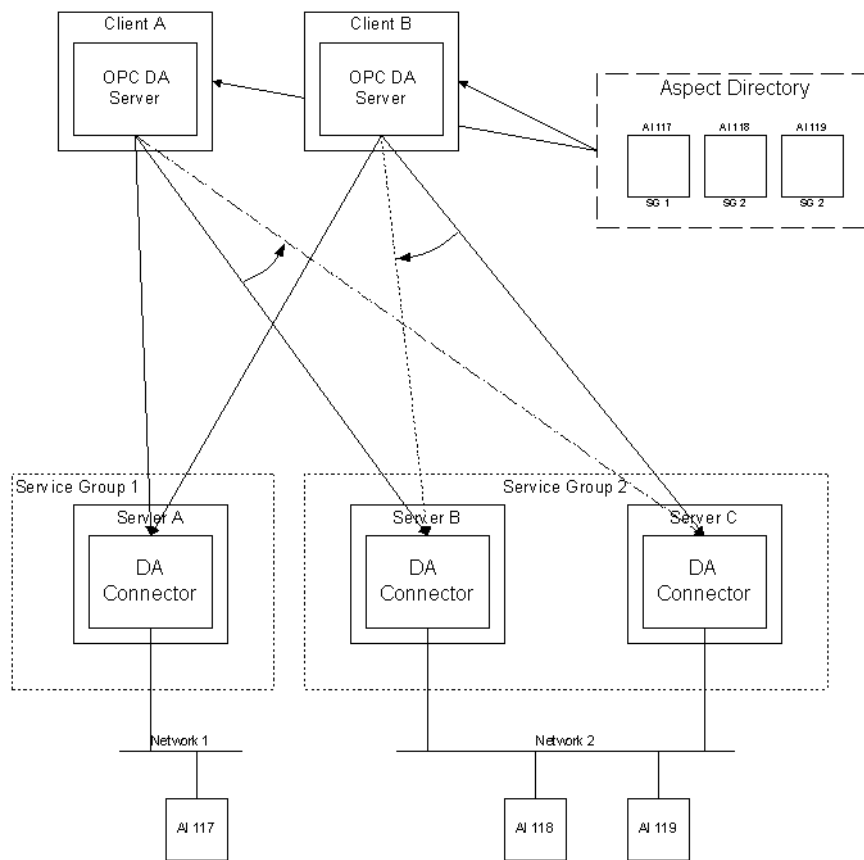 Client A
Client B
OPC DA
Server
OPC DA
Server
Aspect Directory
AI 117
AI 118
AI 119
SG 1
SG 2
SG 2
Service Group 1
Service Group 2
Server A
Server B
Server C
DA
Connector
DA
Connector
DA
Connector
Network 1
Network 2
AI 117
AI 118
AI 119